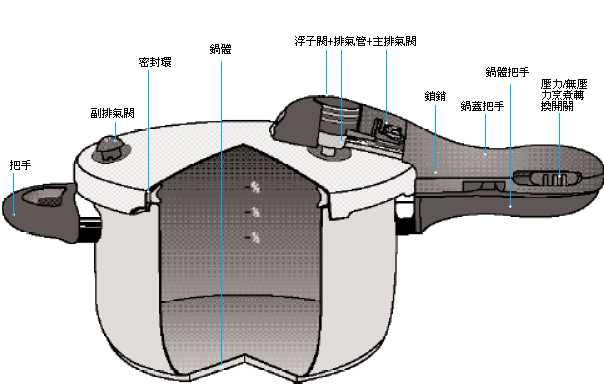 浮子閥+排氣管+主排氣閥
鍋體
密封環
鍋體把手
壓力/無壓
力烹煮轉
換開關
鎖銷
鍋蓋把手
副排氣閥
把手